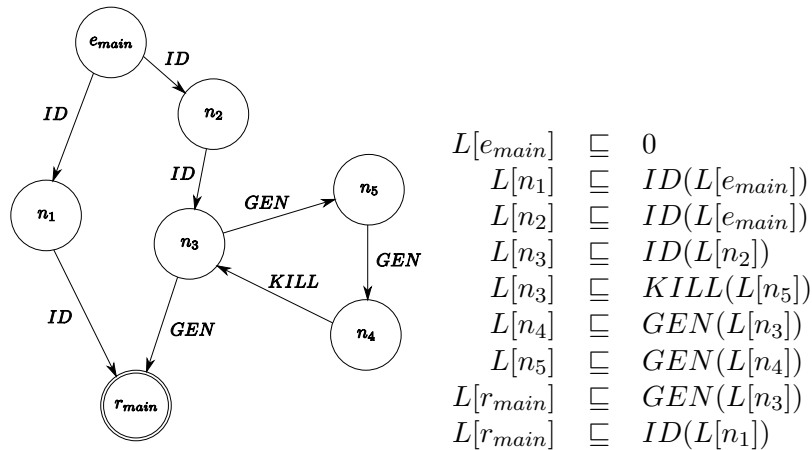 e_main
ID
ID
n_2
ID
n_5
GEN
n_1
n_3
GEN
KILL
n_4
ID
GEN
r_main
L[e_main] ⊑ 0
L[n_1] ⊑ ID(L[e_main])
L[n_2] ⊑ ID(L[e_main])
L[n_3] ⊑ ID(L[n_2])
L[n_3] ⊑ KILL(L[n_5])
L[n_4] ⊑ GEN(L[n_3])
L[n_5] ⊑ GEN(L[n_4])
L[r_main] ⊑ GEN(L[n_3])
L[r_main] ⊑ ID(L[n_1])